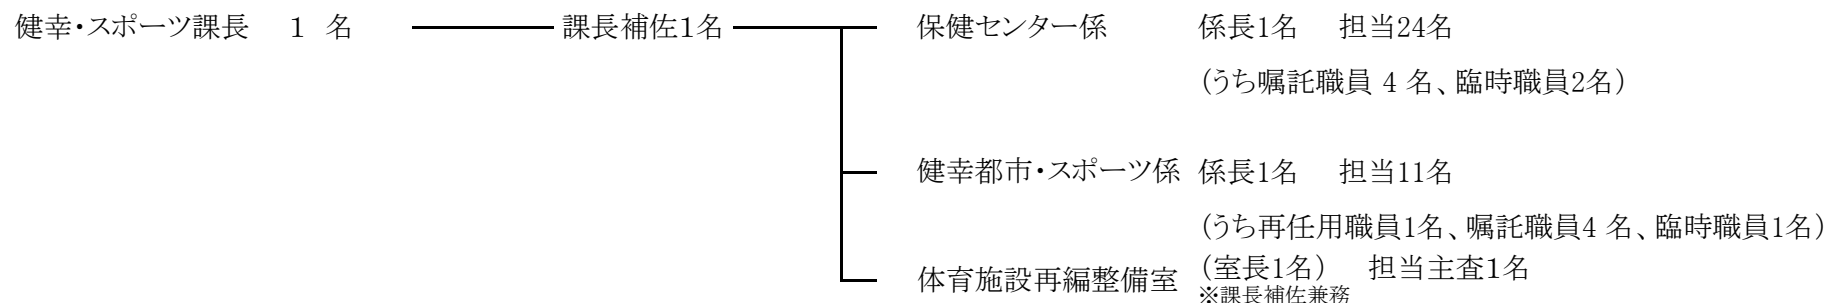 健幸・スポーツ課長　１ 名　課長補佐１名　保健センター係　係長1名　担当24名
（うち嘱託職員 4 名、臨時職員2名）
健幸都市・スポーツ係　係長1名　担当11名
（うち再任用職員1名、嘱託職員4 名、臨時職員1名）
体育施設再編整備室　（室長1名）　担当主査1名
※課長補佐兼務